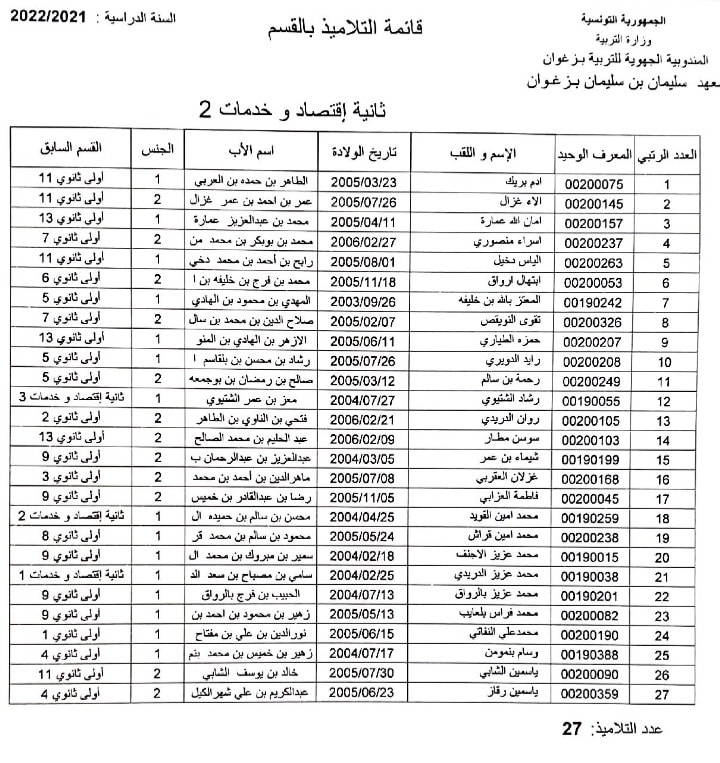 الجمهورية التونسية
وزارة التربية
المندوبية الجهوية للتربية بـزغوان
معهد سليمان بن سليمان بـزغـوان
السنة الدراسية : 2022/2021
قائمة التلاميذ بالقسم
ثانية إقتصاد و خدمات 2
العدد الرتبي المعرف الوحيد الإسم و اللقب تاريخ الولادة اسم الأب الجنس القسم السابق
1 00200075 ادم بريك 2005/03/23 الطاهر بن حمده بن العربي 1 أولى ثانوي 11
2 00200145 الاء غزال 2005/07/26 عمر بن احمد بن عمر غزال 2 أولى ثانوي 11
3 00200157 امان الله عمارة 2005/04/11 محمد بن عبدالعزيز عمارة 1 أولى ثانوي 13
4 00200237 اسراء منصوري 2006/02/27 محمد بن بوبكر بن محمد من 2 أولى ثانوي 7
5 00200263 الياس دخيل 2005/08/01 رابح بن أحمد بن محمد دخي 1 أولى ثانوي 11
6 00200053 ابتهال ارواق 2005/11/18 محمد بن فرج بن خليفه بن ا 2 أولى ثانوي 6
7 00190242 المعتز بالله بن خليفه 2003/09/26 المهدي بن محمود بن الهادي 1 أولى ثانوي 5
8 00200326 تقوى النويقص 2005/02/07 صلاح الدين بن محمد بن سال 2 أولى ثانوي 7
9 00200207 حمزه الطياري 2005/06/11 الازهر بن الهادي بن المنو 1 أولى ثانوي 13
10 00200208 رايد الدويري 2005/07/26 رشاد بن محسن بن بلقاسم ا 1 أولى ثانوي 5
11 00200249 رحمة بن سالم 2005/03/12 صالح بن رمضان بن بوجمعه 2 أولى ثانوي 5
12 00190055 رشاد الشتيوي 2004/07/27 معز بن عمر الشتيوي 1 ثانية إقتصاد و خدمات 3
13 00200105 روان الدريدي 2006/02/21 فتحي بن الناوي بن الطاهر 2 أولى ثانوي 2
14 00200103 سوسن مطار 2006/02/09 عبد الحليم بن محمد الصالح 2 أولى ثانوي 13
15 00190199 شيماء بن عمر 2004/03/05 عبدالعزيز بن عبدالرحمان ب 2 أولى ثانوي 9
16 00200168 غزلان العقربي 2005/07/08 ماهرالدين بن أحمد بن محمد 2 أولى ثانوي 3
17 00200045 فاطمة العزابي 2005/11/05 رضا بن عبدالقادر بن خميس 2 أولى ثانوي 9
18 00190259 محمد امين القويد 2004/04/25 محسن بن سالم بن حميده ال 1 ثانية إقتصاد و خدمات 2
19 00200238 محمد امين قراش 2005/05/24 محمود بن سالم بن محمد قر 1 أولى ثانوي 8
20 00190015 محمد عزيز الاجنف 2004/02/18 سمير بن مبروك بن محمد ال 1 أولى ثانوي 9
21 00190038 محمد عزيز الدريدي 2004/02/25 سامي بن مصباح بن سعد الد 1 ثانية إقتصاد و خدمات 1
22 00190201 محمد عزيز بالرواق 2004/07/13 الحبيب بن فرج بالرواق 1 أولى ثانوي 9
23 00200082 محمد فراس بلعايب 2005/05/13 زهير بن محمود بن احمد بن 1 أولى ثانوي 9
24 00200190 محمدعلي النفاتي 2005/06/15 نورالدين بن علي بن مفتاح 1 أولى ثانوي 1
25 00190388 وسام بنمومن 2004/07/17 زهير بن خميس بن محمد بنم 1 أولى ثانوي 4
26 00200090 ياسمين الشابي 2005/07/30 خالد بن يوسف الشابي 2 أولى ثانوي 11
27 00200359 ياسمين رقاز 2005/06/23 عبدالكريم بن علي شهرالكيل 2 أولى ثانوي 4
عدد التلاميذ: 27